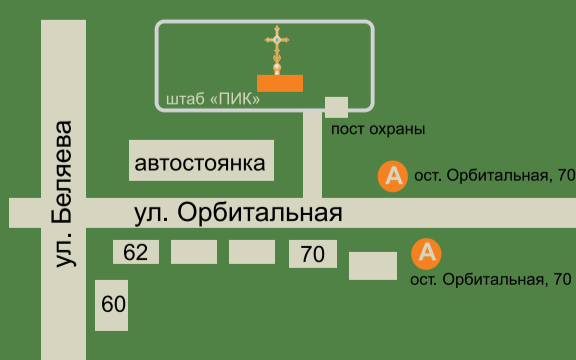 штаб «ПИК»
пост охраны
автостоянка
А ост. Орбитальная, 70
ул. Беляева
ул. Орбитальная
62
70
А
ост. Орбитальная, 70
60